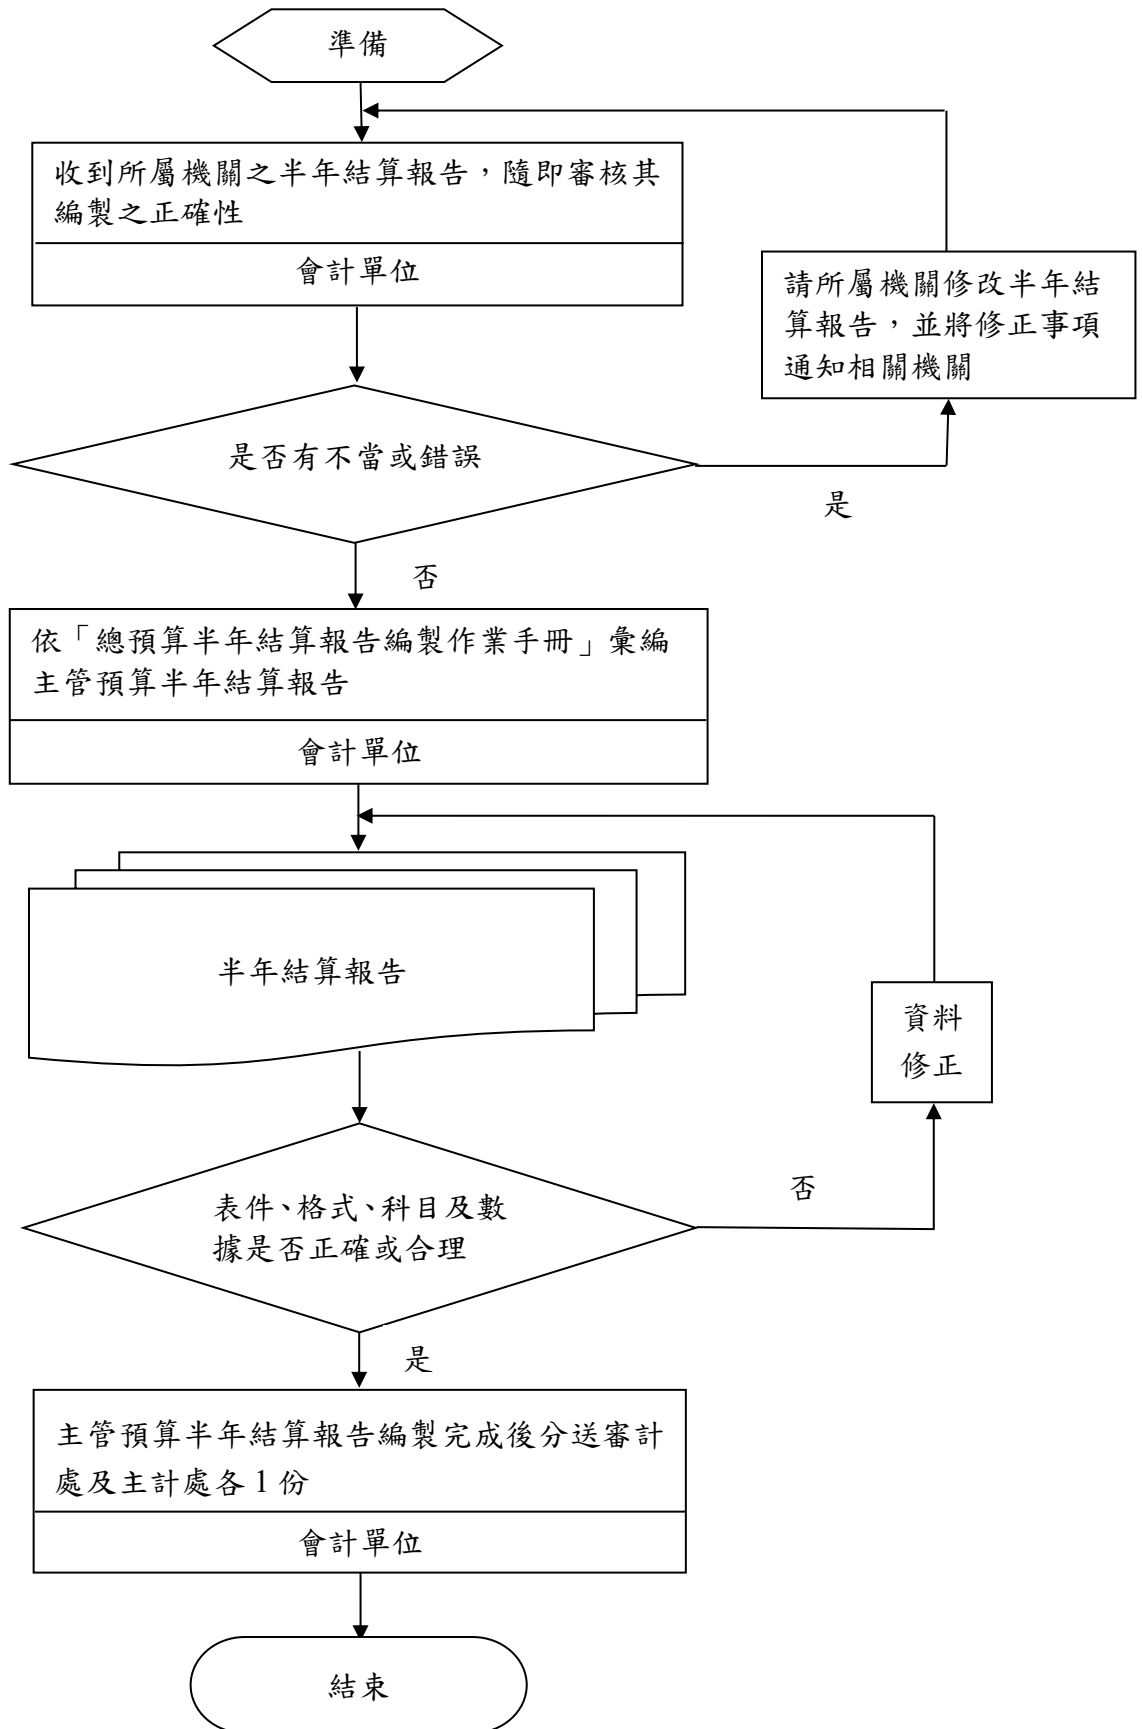 準備
收到所屬機關之半年結算報告，隨即審核其
編製之正確性
會計單位
請所屬機關修改半年結
算報告，並將修正事項
通知相關機關
是否有不當或錯誤
是
否
依「總預算半年結算報告編製作業手冊」彙編
主管預算半年結算報告
會計單位
半年結算報告
資料
修正
表件、格式、科目及數
據是否正確或合理
否
是
主管預算半年結算報告編製完成後分送審計
處及主計處各1份
會計單位
結束